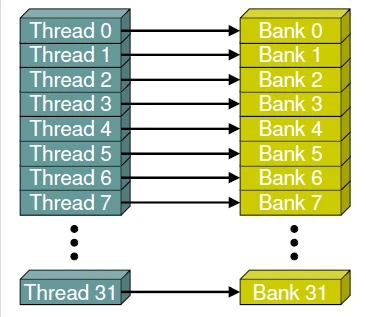 Thread 0 Bank 0
Thread 1 Bank 1
Thread 2 Bank 2
Thread 3 Bank 3
Thread 4 Bank 4
Thread 5 Bank 5
Thread 6 Bank 6
Thread 7 Bank 7
Thread 31 Bank 31